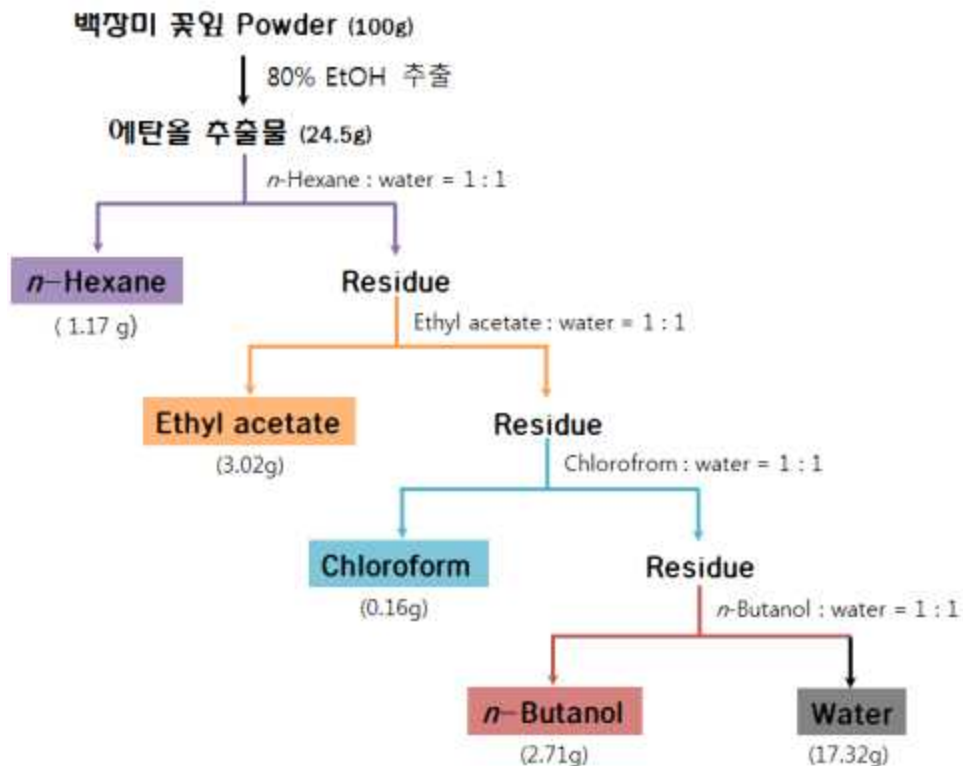 백장미 꽃잎 Powder (100g)
80% EtOH 추출
에탄올 추출물 (24.5g)
n-Hexane : water = 1 : 1
n-Hexane
Residue
( 1.17 g)
Ethyl acetate : water = 1 : 1
Ethyl acetate
Residue
(3.02g)
Chlorofrom : water = 1 : 1
Chloroform
Residue
(0.16g)
n-Butanol : water = 1 : 1
n-Butanol
Water
(2.71g)
(17.32g)